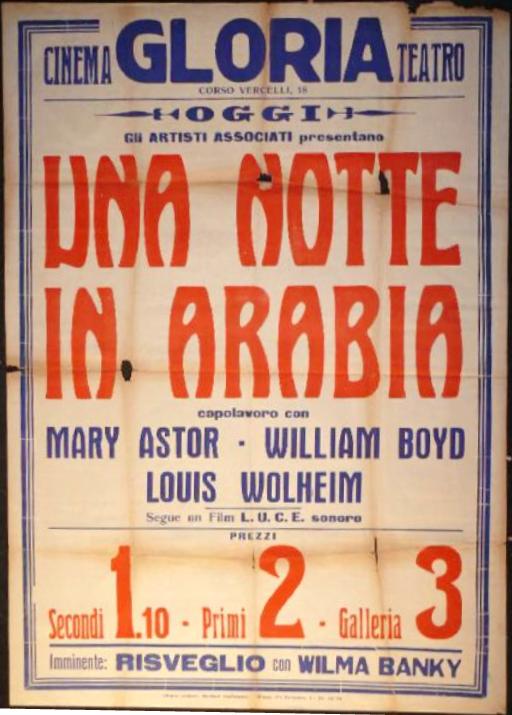 CINEMA GLORIA TEATRO
CORSO VERCELLI, 18
OGGI
Gli ARTISTI ASSOCIATI presentano
UNA NOTTE
IN ARABIA
capolavoro con
MARY ASTOR · WILLIAM BOYD
LOUIS WOLHEIM
Segue un Film L. U. C. E. sonoro
PREZZI
Secondi 1.10 - Primi 2 - Galleria 3
Imminente: RISVEGLIO con WILMA BANKY